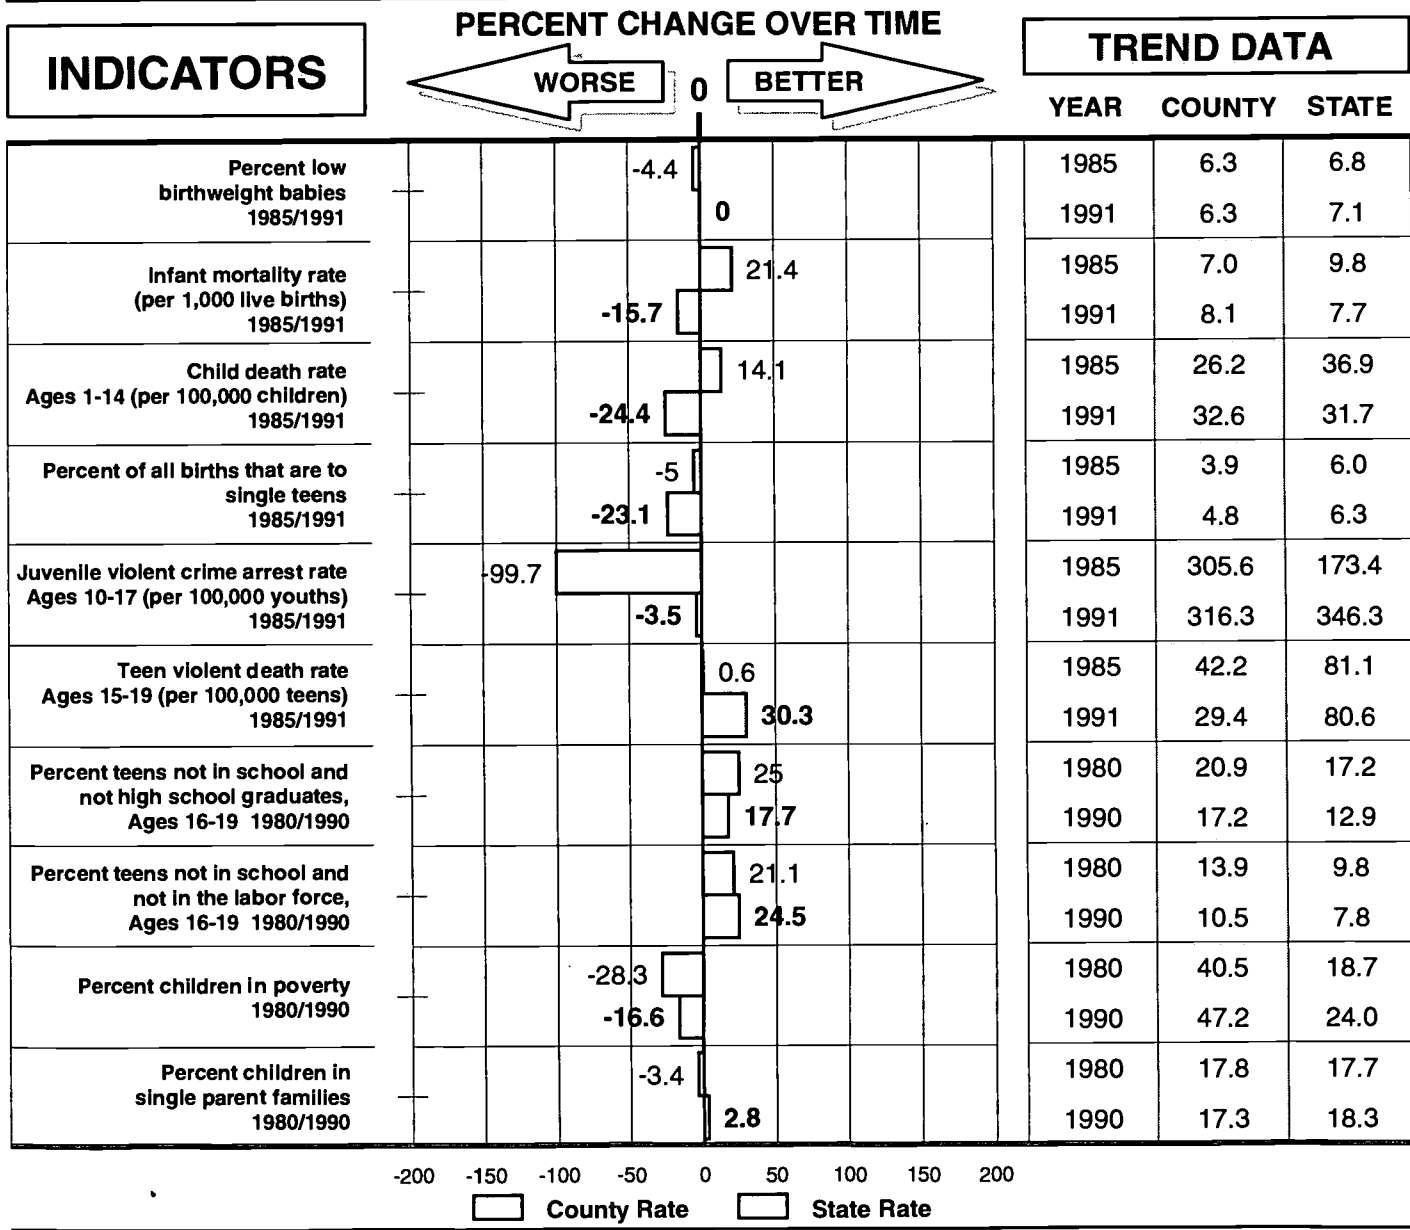 PERCENT CHANGE OVER TIME
INDICATORS
WORSE
0
BETTER
TREND DATA
YEAR COUNTY STATE
Percent low
birthweight babies
1985/1991
-4.4
0
1985 6.3 6.8
1991 6.3 7.1
Infant mortality rate
(per 1,000 live births)
1985/1991
21.4
-15.7
1985 7.0 9.8
1991 8.1 7.7
Child death rate
Ages 1-14 (per 100,000 children)
1985/1991
14.1
-24.4
1985 26.2 36.9
1991 32.6 31.7
Percent of all births that are to
single teens
1985/1991
-5
-23.1
1985 3.9 6.0
1991 4.8 6.3
Juvenile violent crime arrest rate
Ages 10-17 (per 100,000 youths)
1985/1991
-99.7
-3.5
1985 305.6 173.4
1991 316.3 346.3
Teen violent death rate
Ages 15-19 (per 100,000 teens)
1985/1991
0.6
30.3
1985 42.2 81.1
1991 29.4 80.6
Percent teens not in school and
not high school graduates,
Ages 16-19 1980/1990
25
17.7
1980 20.9 17.2
1990 17.2 12.9
Percent teens not in school and
not in the labor force,
Ages 16-19 1980/1990
21.1
24.5
1980 13.9 9.8
1990 10.5 7.8
Percent children in poverty
1980/1990
-28.3
-16.6
1980 40.5 18.7
1990 47.2 24.0
Percent children in
single parent families
1980/1990
-3.4
2.8
1980 17.8 17.7
1990 17.3 18.3
-200 -150 -100 -50 0 50 100 150 200
County Rate State Rate